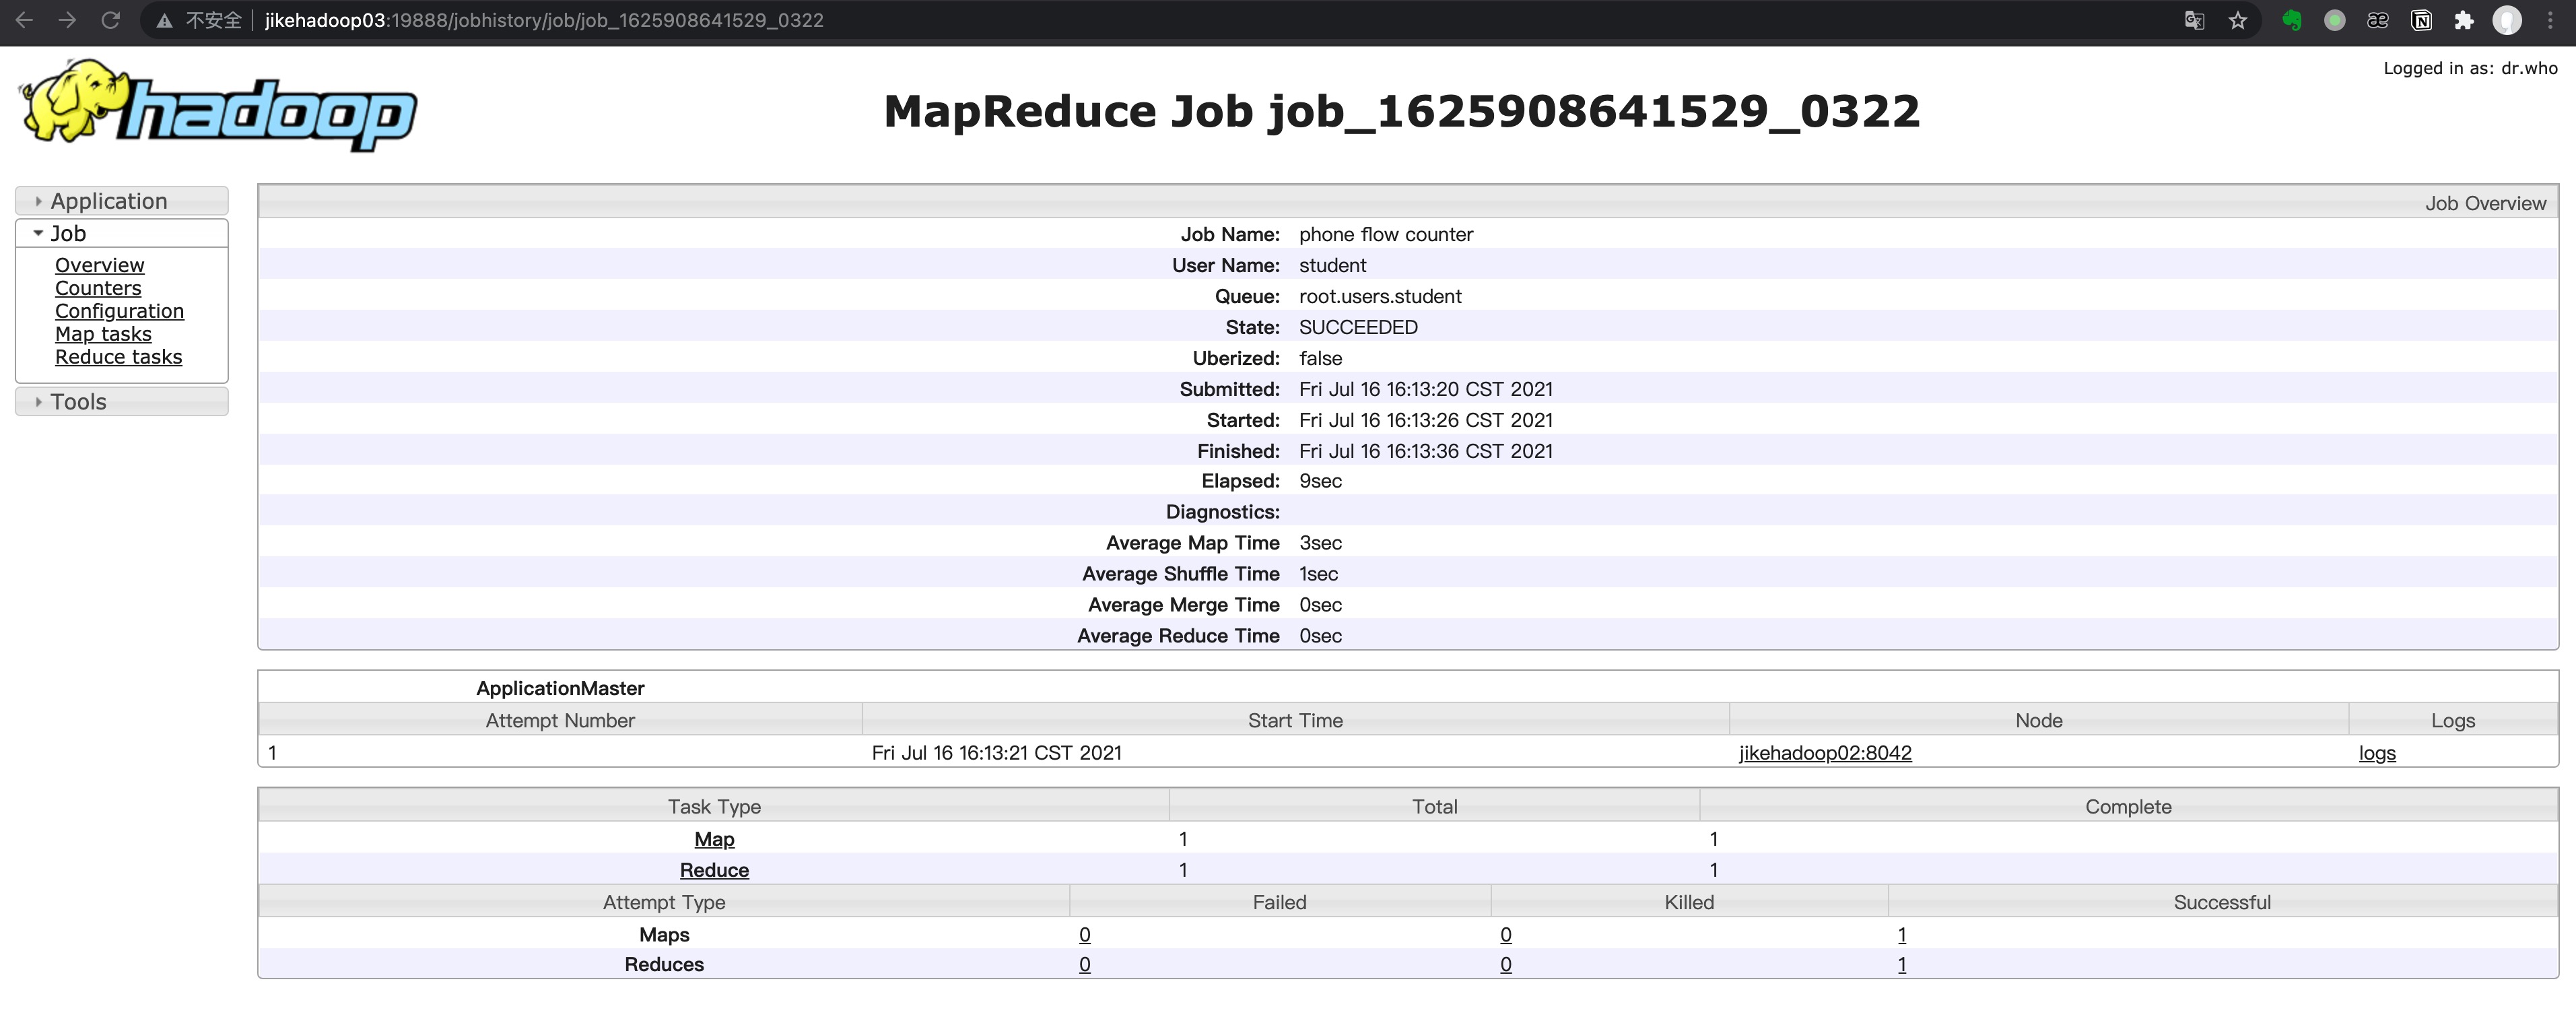 不安全 jikehadoop03:19888/jobhistory/job/job_1625908641529_0322
Logged in as: dr.who
hadoop
MapReduce Job job_1625908641529_0322
Application
Job
Overview
Counters
Configuration
Map tasks
Reduce tasks
Tools
Job Overview
Job Name: phone flow counter
User Name: student
Queue: root.users.student
State: SUCCEEDED
Uberized: false
Submitted: Fri Jul 16 16:13:20 CST 2021
Started: Fri Jul 16 16:13:26 CST 2021
Finished: Fri Jul 16 16:13:36 CST 2021
Elapsed: 9sec
Diagnostics:
Average Map Time 3sec
Average Shuffle Time 1sec
Average Merge Time 0sec
Average Reduce Time 0sec
ApplicationMaster
Attempt Number Start Time Node Logs
1 Fri Jul 16 16:13:21 CST 2021 jikehadoop02:8042 logs
Task Type Total Complete
Map 1 1
Reduce 1 1
Attempt Type Failed Killed Successful
Maps 0 0 1
Reduces 0 0 1